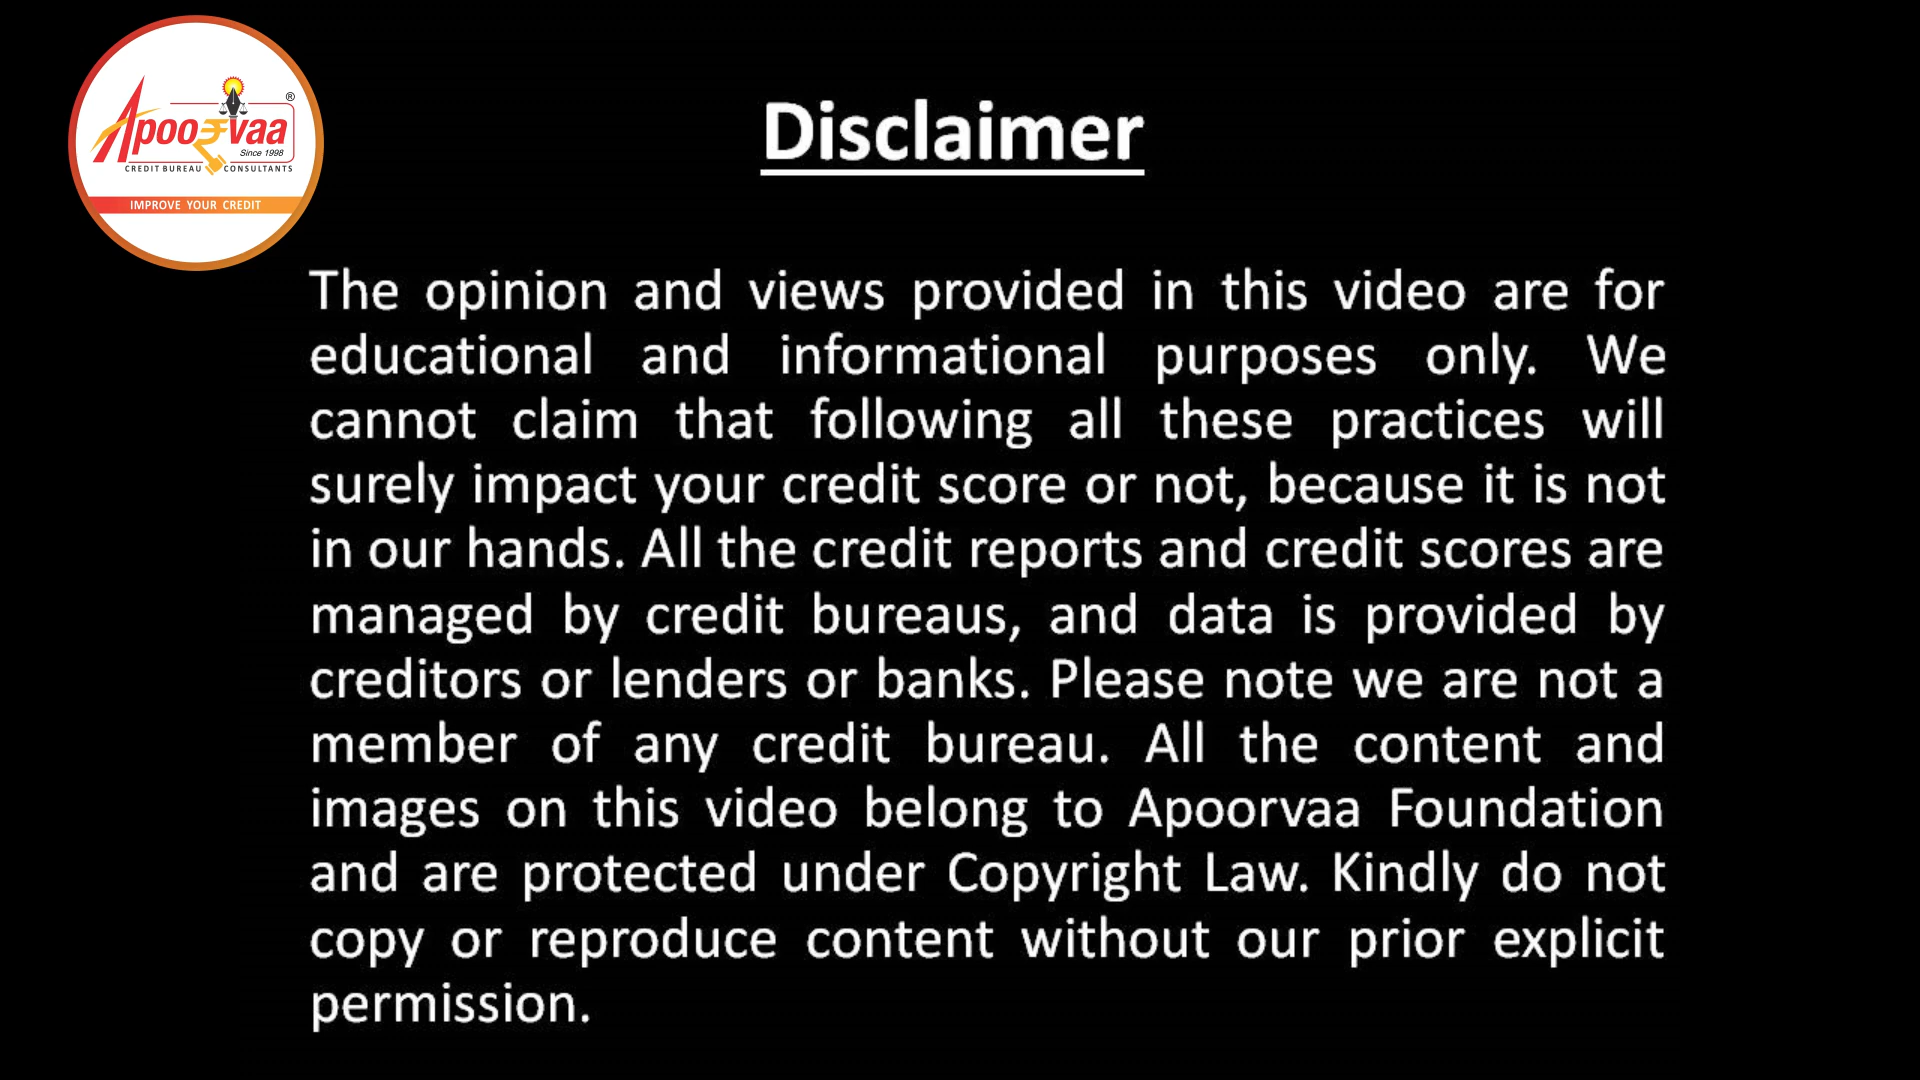 Apoorvaa
®
Since 1998
CREDIT BUREAU CONSULTANTS
IMPROVE YOUR CREDIT
Disclaimer
The opinion and views provided in this video are for
educational and informational purposes only. We
cannot claim that following all these practices will
surely impact your credit score or not, because it is not
in our hands. All the credit reports and credit scores are
managed by credit bureaus, and data is provided by
creditors or lenders or banks. Please note we are not a
member of any credit bureau. All the content and
images on this video belong to Apoorvaa Foundation
and are protected under Copyright Law. Kindly do not
copy or reproduce content without our prior explicit
permission.